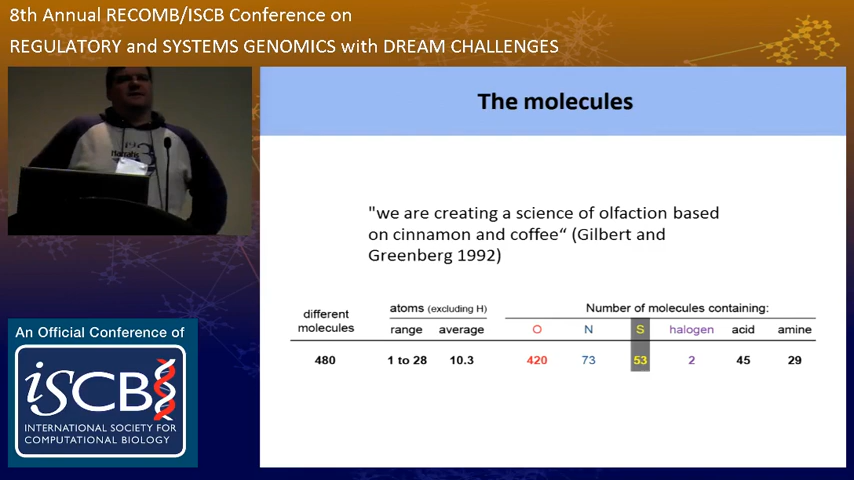 8th Annual RECOMB/ISCB Conference on
REGULATORY and SYSTEMS GENOMICS with DREAM CHALLENGES
The molecules
"we are creating a science of olfaction based
on cinnamon and coffee“ (Gilbert and
Greenberg 1992)
different molecules
atoms (excluding H)
Number of molecules containing:
range average O N S halogen acid amine
480 1 to 28 10.3 420 73 53 2 45 29
An Official Conference of
iSCB
INTERNATIONAL SOCIETY FOR
COMPUTATIONAL BIOLOGY